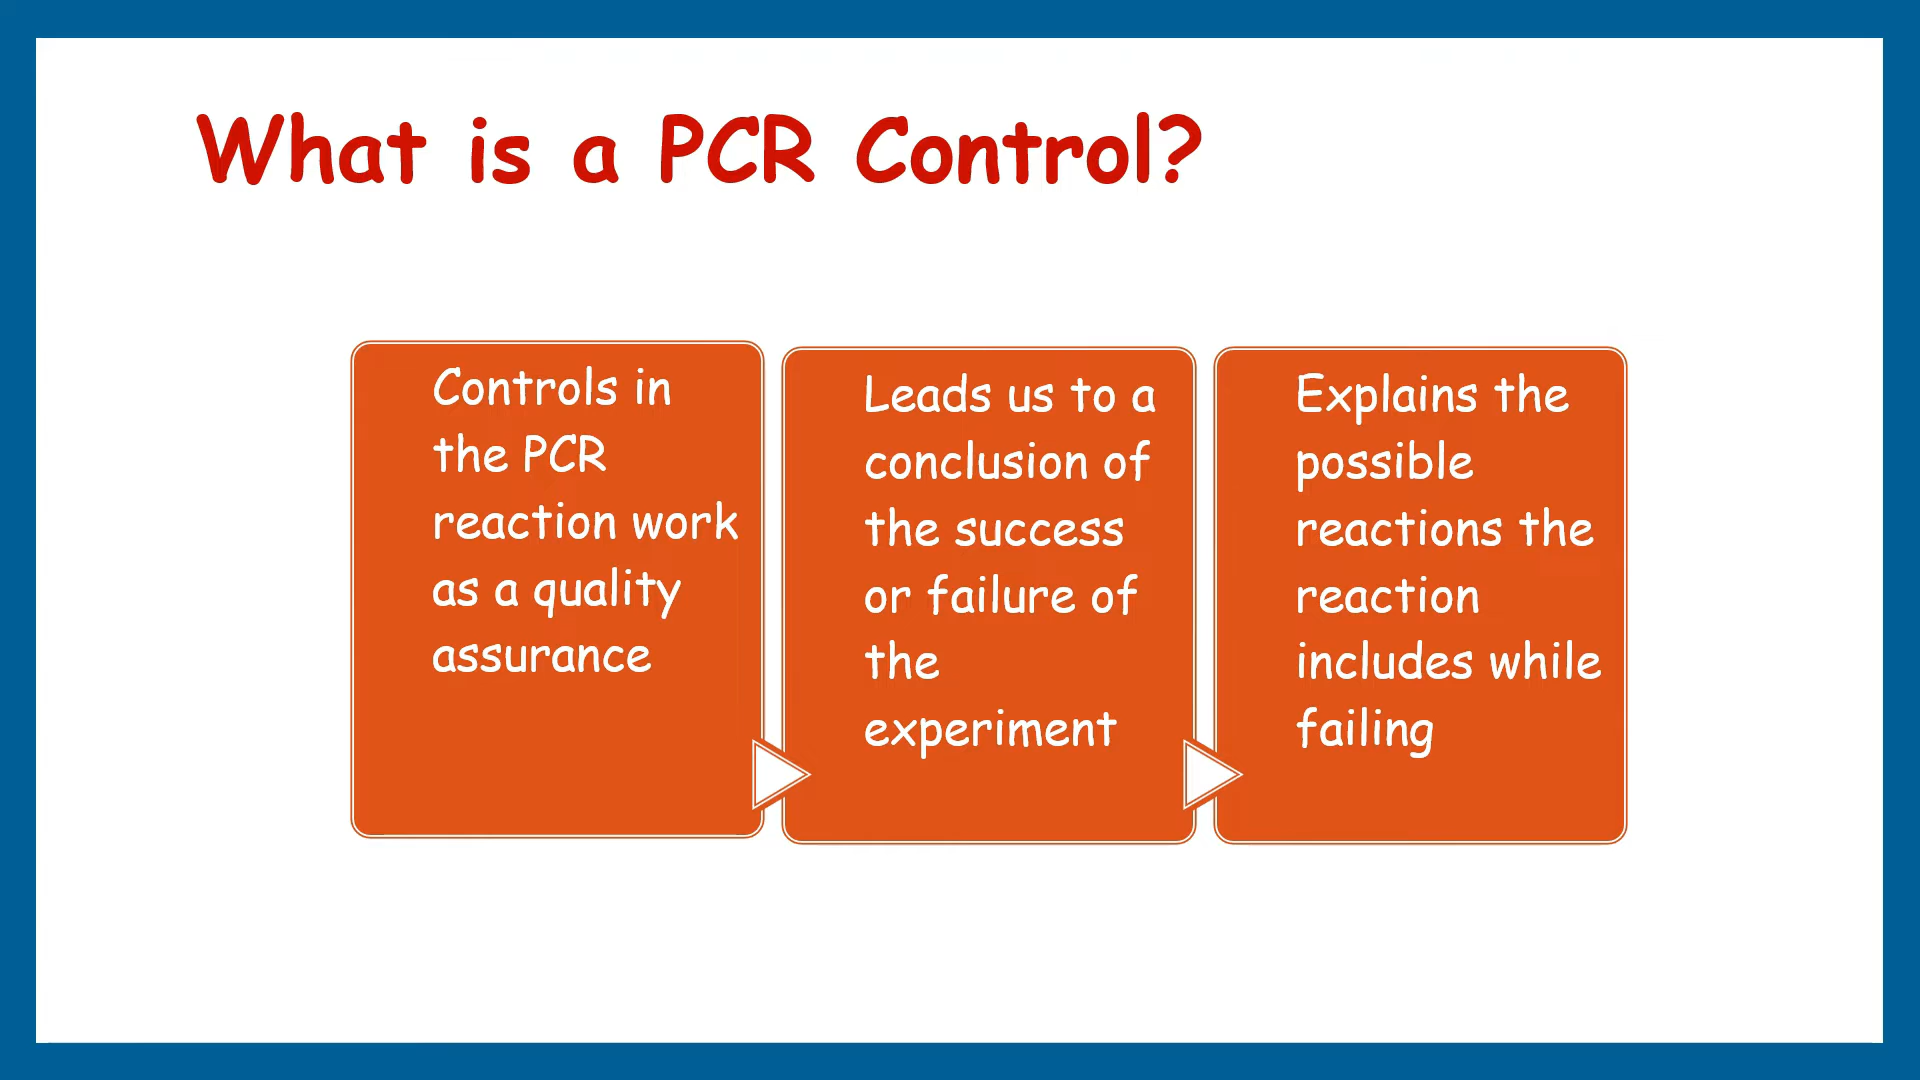 What is a PCR Control?
Controls in
the PCR
reaction work
as a quality
assurance
Leads us to a
conclusion of
the success
or failure of
the
experiment
Explains the
possible
reactions the
reaction
includes while
failing